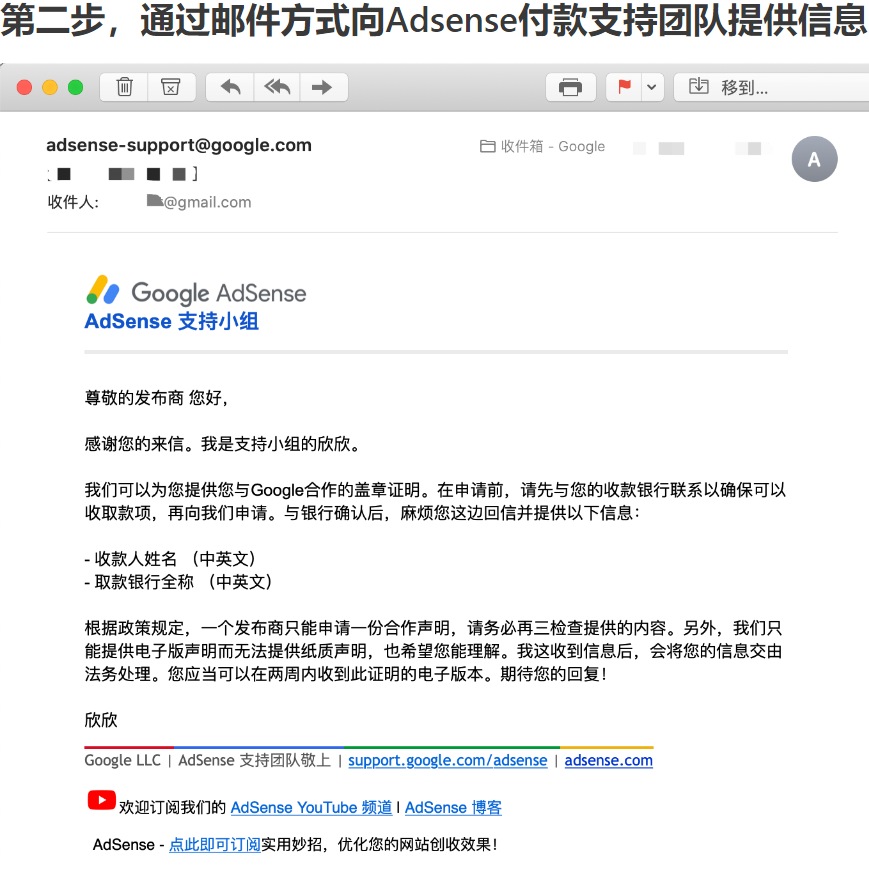 第二步，通过邮件方式向Adsense付款支持团队提供信息
移到...
adsense-support@google.com
收件箱 - Google
A
收件人:
@gmail.com
Google AdSense
AdSense 支持小组
尊敬的发布商 您好，
感谢您的来信。我是支持小组的欣欣。
我们可以为您提供您与Google合作的盖章证明。在申请前，请先与您的收款银行联系以确保可以
收取款项，再向我们申请。与银行确认后，麻烦您这边回信并提供以下信息：
- 收款人姓名 （中英文）
- 取款银行全称 （中英文）
根据政策规定，一个发布商只能申请一份合作声明，请务必再三检查提供的内容。另外，我们只
能提供电子版声明而无法提供纸质声明，也希望您能理解。我这收到信息后，会将您的信息交由
法务处理。您应当可以在两周内收到此证明的电子版本。期待您的回复！
欣欣
Google LLC | AdSense 支持团队敬上 | support.google.com/adsense | adsense.com
欢迎订阅我们的 AdSense YouTube 频道 I AdSense 博客
AdSense - 点此即可订阅实用妙招，优化您的网站创收效果！